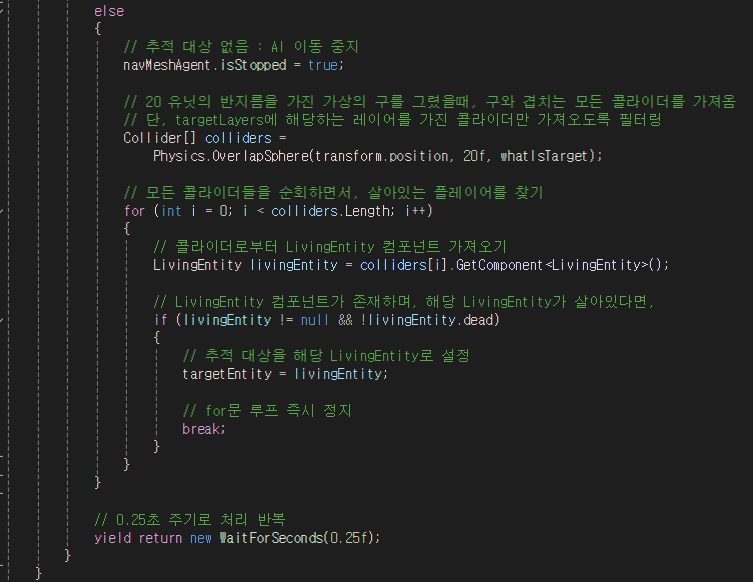 else
{
// 추적 대상 없음 : AI 이동 중지
navMeshAgent.isStopped = true;
// 20 유닛의 반지름을 가진 가상의 구를 그렸을때, 구와 겹치는 모든 콜라이더를 가져옴
// 단, targetLayers에 해당하는 레이어를 가진 콜라이더만 가져오도록 필터링
Collider[] colliders =
Physics.OverlapSphere(transform.position, 20f, whatIsTarget);
// 모든 콜라이더들을 순회하면서, 살아있는 플레이어를 찾기
for (int i = 0; i < colliders.Length; i++)
{
// 콜라이더로부터 LivingEntity 컴포넌트 가져오기
LivingEntity livingEntity = colliders[i].GetComponent<LivingEntity>();
// LivingEntity 컴포넌트가 존재하며, 해당 LivingEntity가 살아있다면,
if (livingEntity != null && !livingEntity.dead)
{
// 추적 대상을 해당 LivingEntity로 설정
targetEntity = livingEntity;
// for문 루프 즉시 정지
break;
}
}
}
// 0.25초 주기로 처리 반복
yield return new WaitForSeconds(0.25f);
}
}